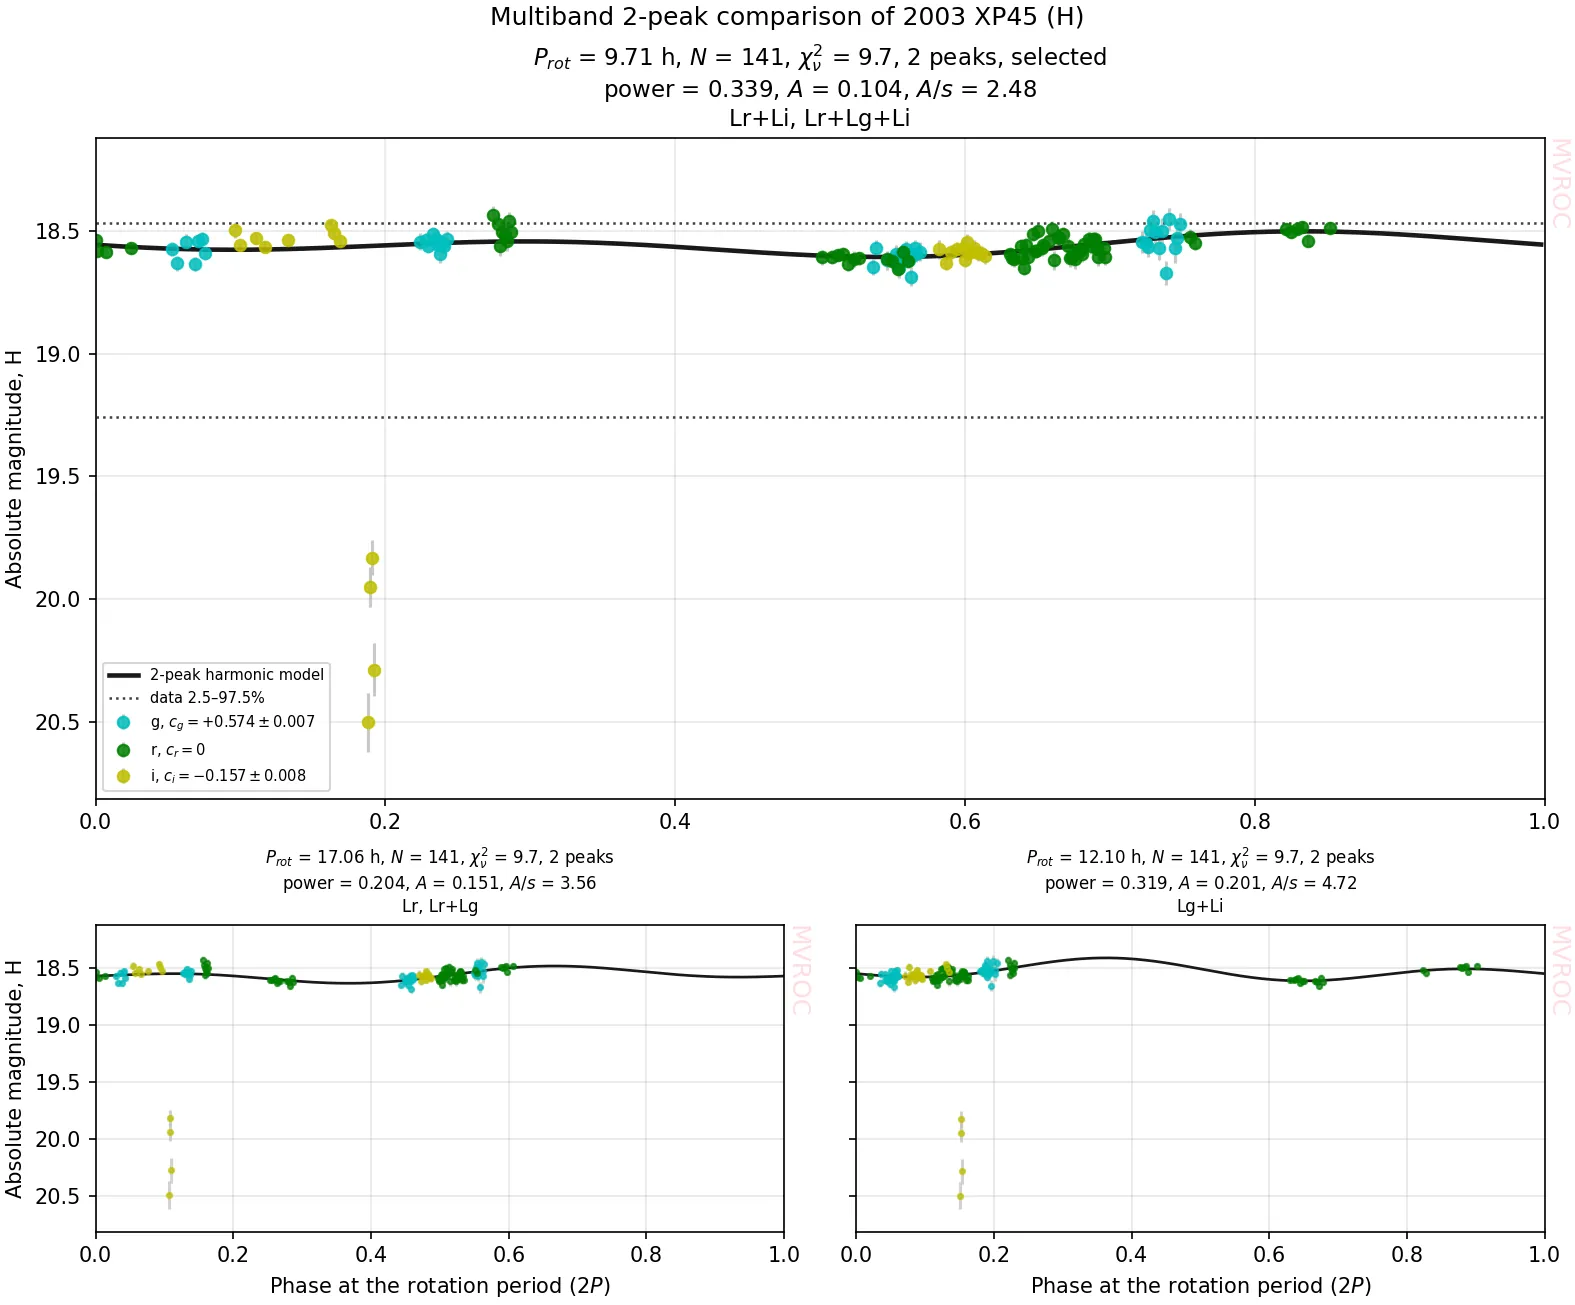 Multiband 2-peak comparison of 2003 XP45 (H)
P_rot = 9.71 h, N = 141, χ²_ν = 9.7, 2 peaks, selected
power = 0.339, A = 0.104, A/s = 2.48
Lr+Li, Lr+Lg+Li
MVROC
Absolute magnitude, H
18.5
19.0
19.5
20.0
20.5
2-peak harmonic model
data 2.5–97.5%
g, c_g = +0.574 ± 0.007
r, c_r = 0
i, c_i = −0.157 ± 0.008
0.0 0.2 0.4 0.6 0.8 1.0
P_rot = 17.06 h, N = 141, χ²_ν = 9.7, 2 peaks
power = 0.204, A = 0.151, A/s = 3.56
Lr, Lr+Lg
MVROC
Absolute magnitude, H
18.5
19.0
19.5
20.0
20.5
0.0 0.2 0.4 0.6 0.8 1.0
Phase at the rotation period (2P)
P_rot = 12.10 h, N = 141, χ²_ν = 9.7, 2 peaks
power = 0.319, A = 0.201, A/s = 4.72
Lg+Li
MVROC
0.0 0.2 0.4 0.6 0.8 1.0
Phase at the rotation period (2P)